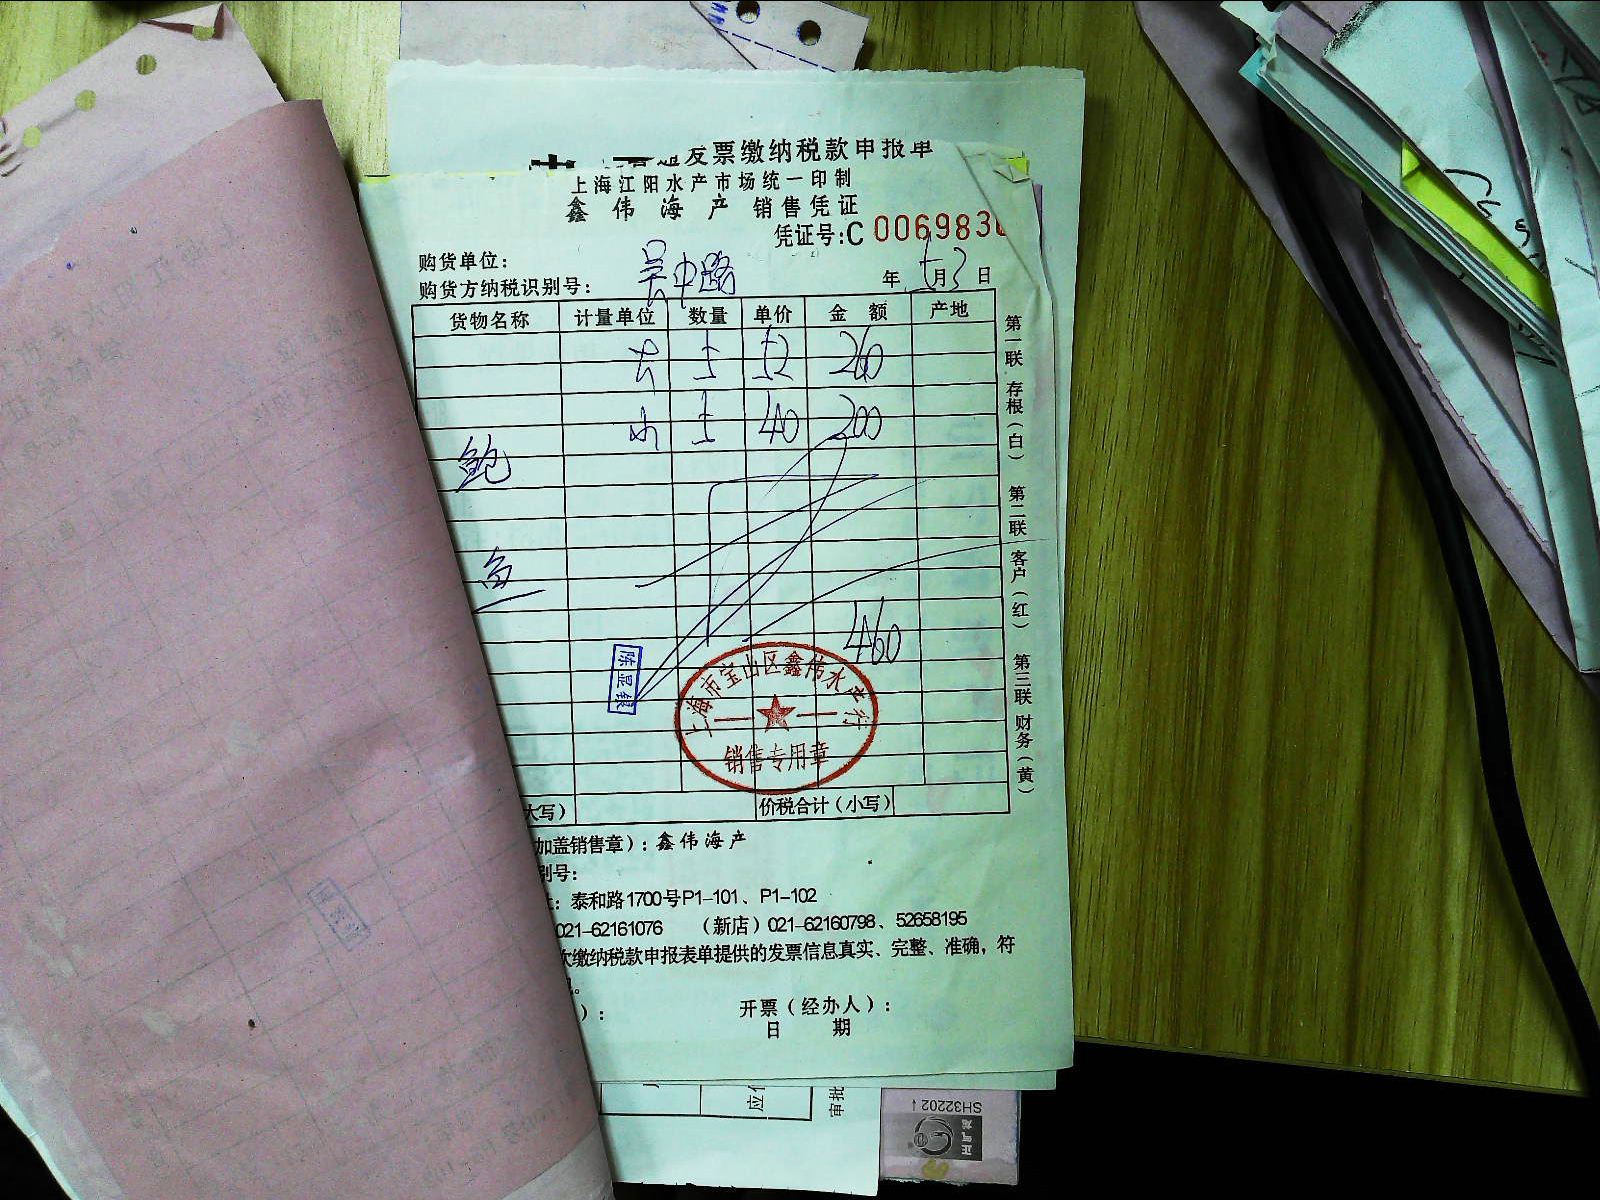 发票缴纳税款申报单
上海江阳水产市场统一印制
鑫伟海产 销售凭证
凭证号:C 0069830
购货单位:
购货方纳税识别号: 吴中路 年 5月3日
货物名称 计量单位 数量 单价 金额 产地
大 5 52 260
小 5 40 200
鲍
鱼
460
陈显银
上海市宝山区鑫伟水产行
销售专用章
大写) 价税合计(小写)
加盖销售章):鑫伟海产
别号:
泰和路1700号P1-101、P1-102
021-62161076 (新店)021-62160798、52658195
次缴纳税款申报表单提供的发票信息真实、完整、准确,符
):
开票(经办人):
日 期
第一联 存根(白) 第二联 客户(红) 第三联 财务(黄)
审批
SH32202